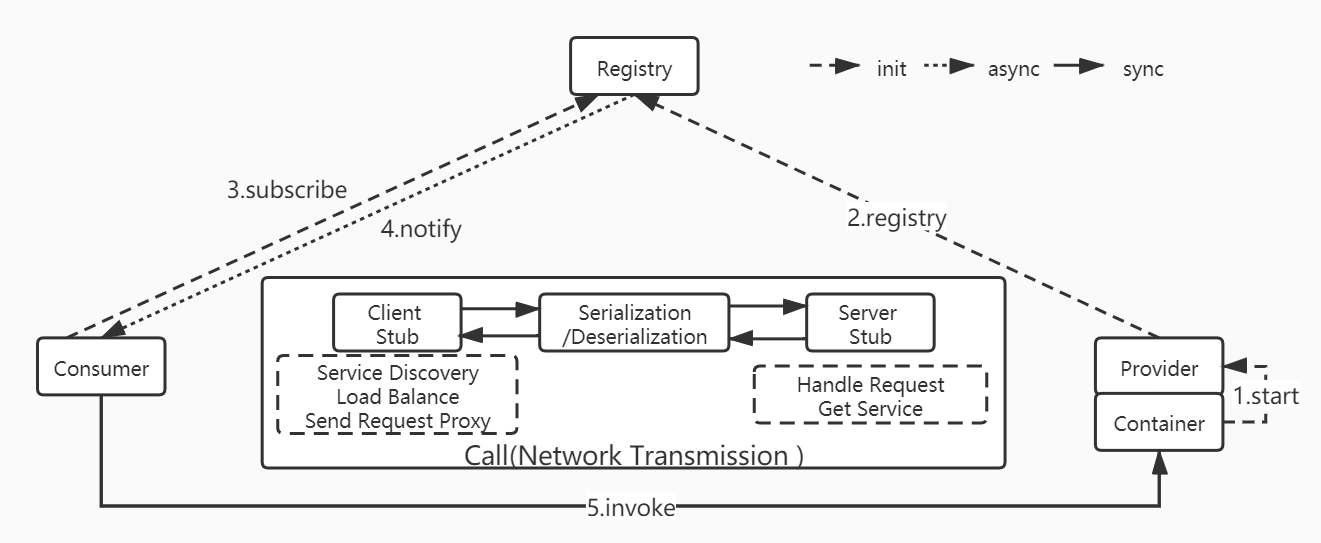 Registry
init
async
sync
3.subscribe
4.notify
2.registry
Client
Stub
Serialization
/Deserialization
Server
Stub
Consumer
Service Discovery
Load Balance
Send Request Proxy
Handle Request
Get Service
Provider
1.start
Container
Call(Network Transmission )
5.invoke